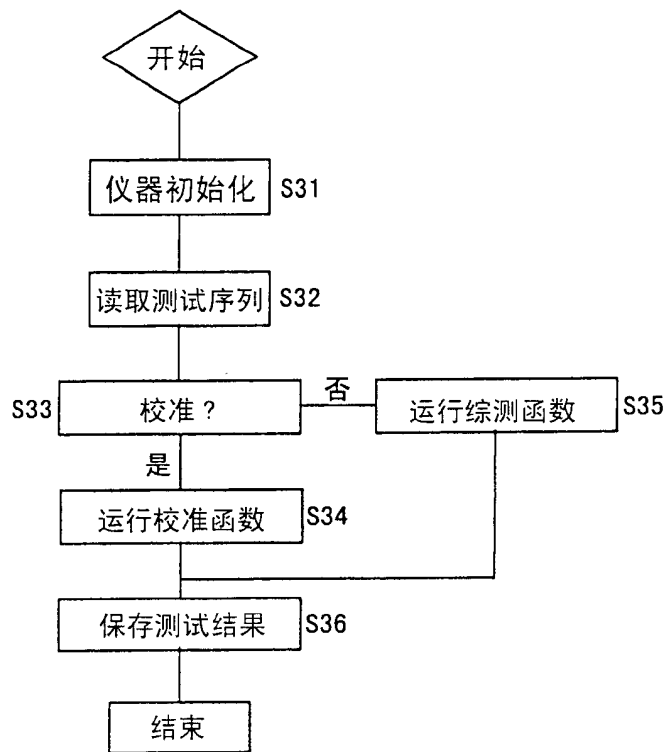 开始
仪器初始化 S31
读取测试序列 S32
S33 校准? 否 运行综测函数 S35
是
运行校准函数 S34
保存测试结果 S36
结束